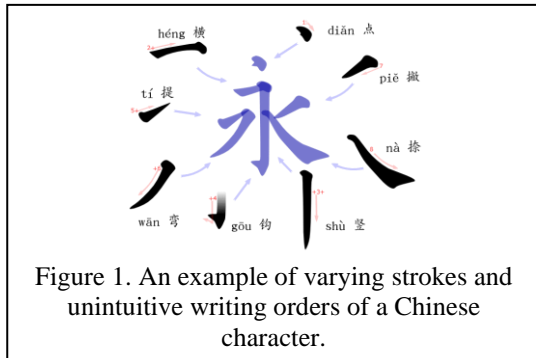 héng 横
diǎn 点
piě 撇
tí 提
永
nà 捺
wān 弯
gōu 钩
shù 竖
Figure 1. An example of varying strokes and
unintuitive writing orders of a Chinese
character.